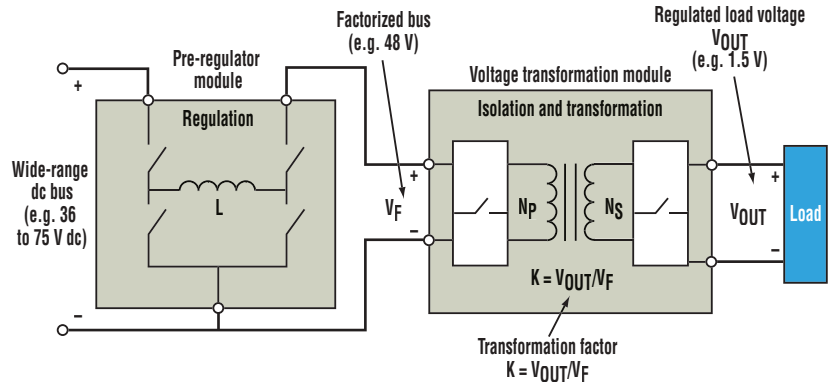 Factorized bus
(e.g. 48 V)
Regulated load voltage
VOUT
(e.g. 1.5 V)
Pre-regulator
module
Voltage transformation module
+
Regulation
Isolation and transformation
Wide-range
dc bus
(e.g. 36
to 75 V dc)
L
+
VF
−
NP
NS
+
VOUT
−
Load
K = VOUT/VF
−
Transformation factor
K = VOUT/VF